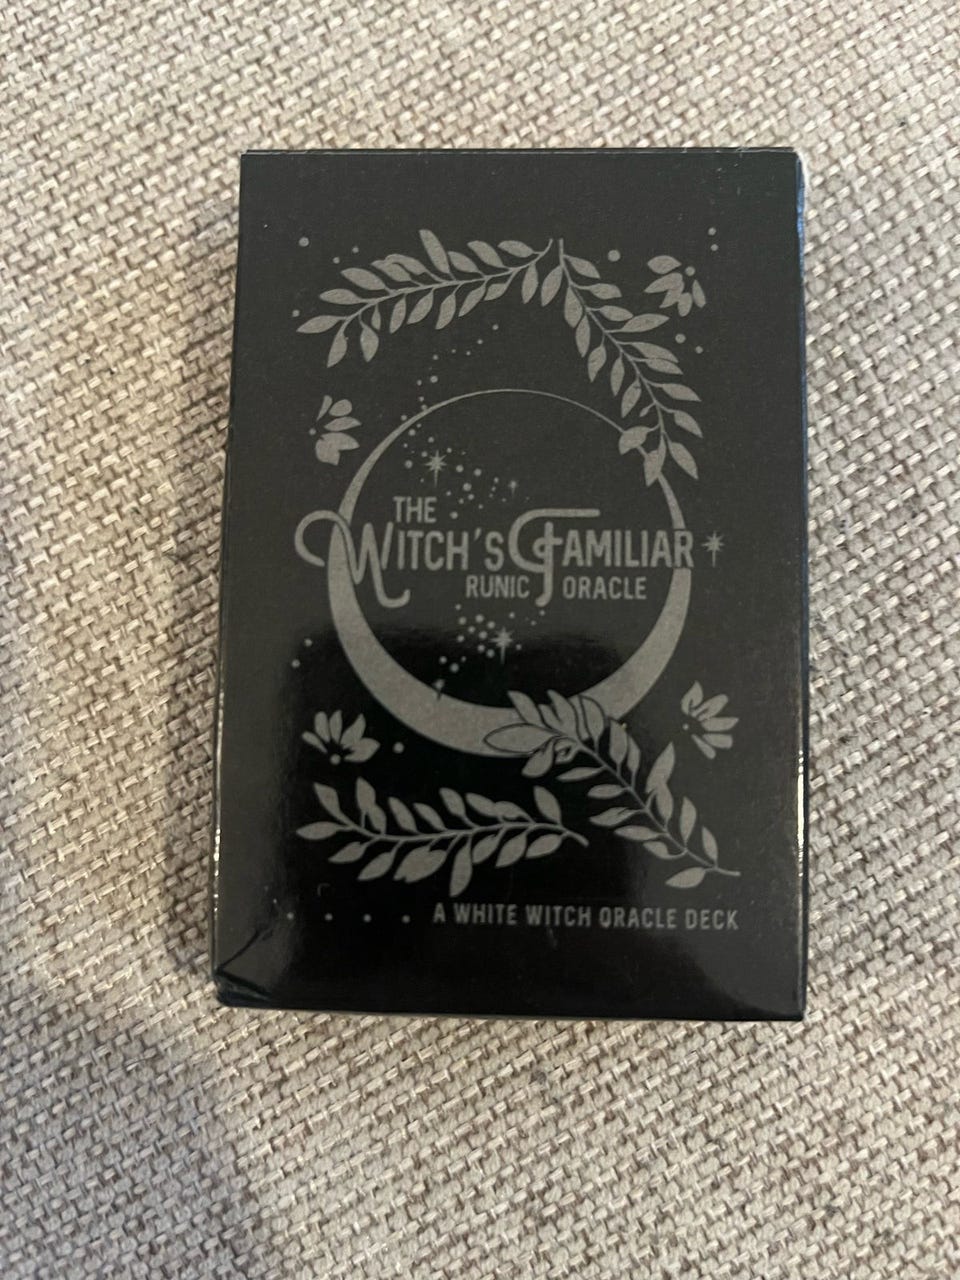 THE
WITCH'S FAMILIAR
RUNIC ORACLE
A WHITE WITCH ORACLE DECK